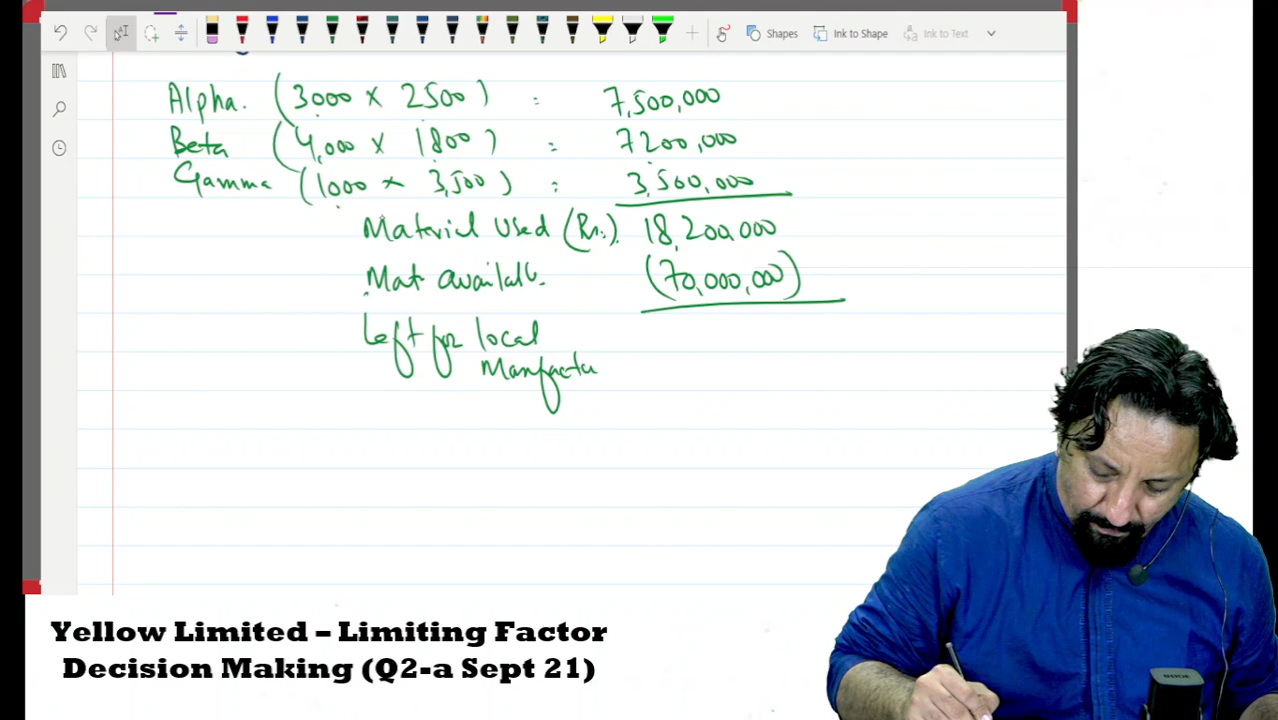 Shapes Ink to Shape Ink to Text
Alpha. (3000 × 2500) : 7,500,000
Beta (4,000 × 1800) = 7200,000
Gamma (1000 × 3,500) : 3,500,000
Material Used (Rs.). 18,200,000
Mat available. (70,000,000)
Left for local
Manfactu
Yellow Limited – Limiting Factor
Decision Making (Q2-a Sept 21)